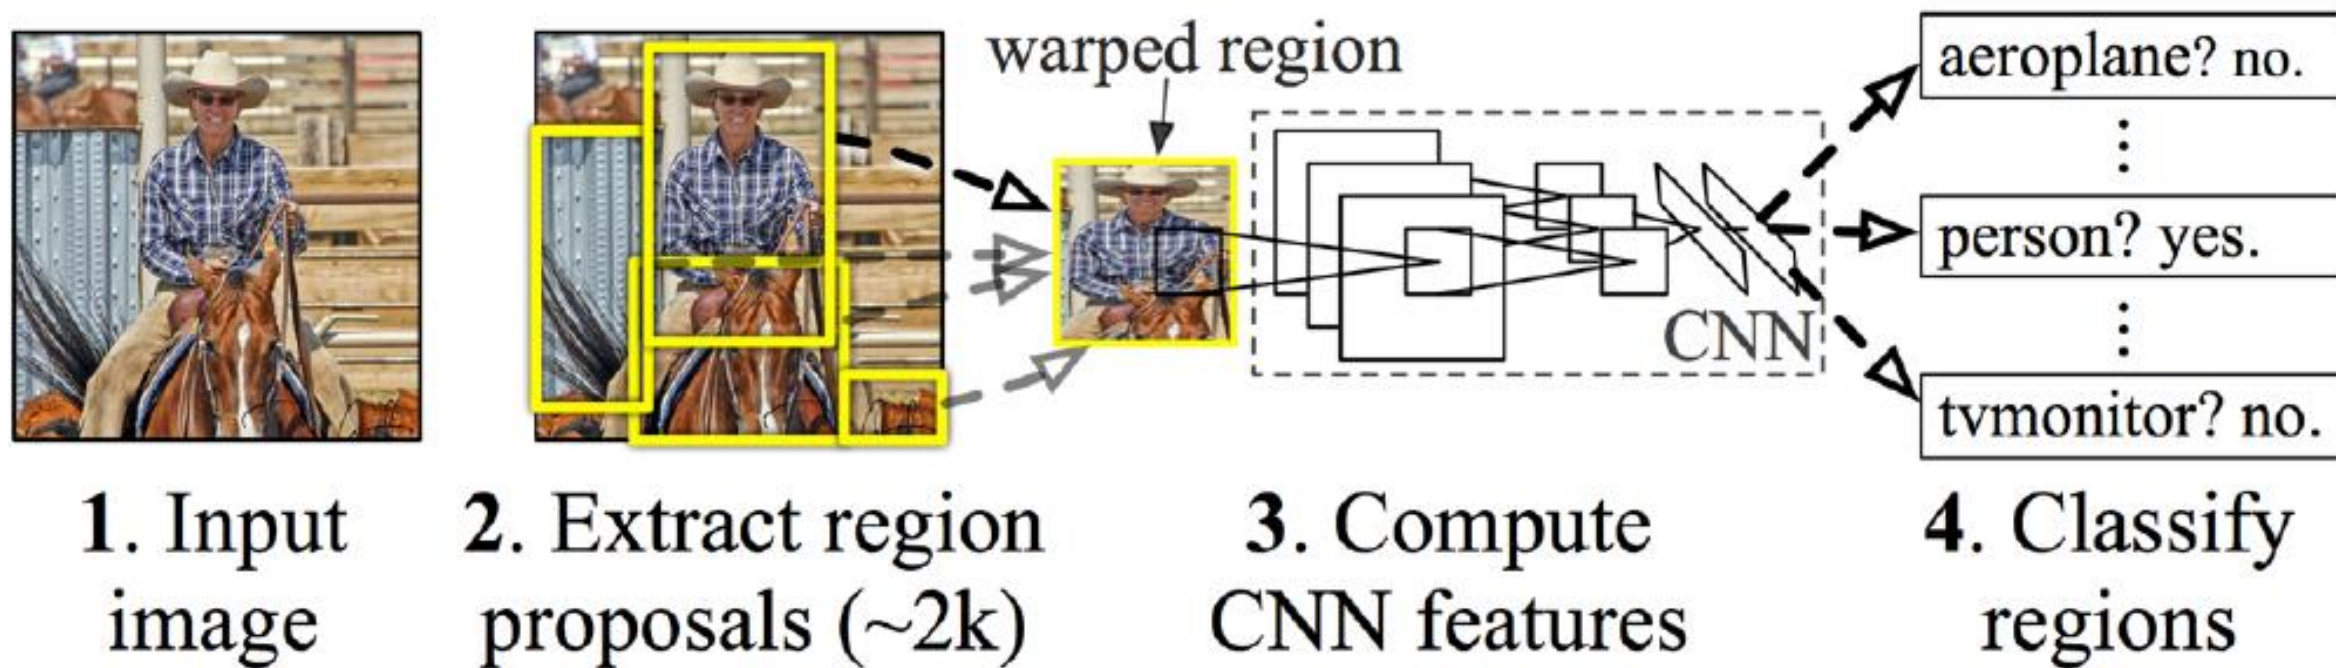 warped region
aeroplane? no.
person? yes.
CNN
tvmonitor? no.
1. Input
image
2. Extract region
proposals (~2k)
3. Compute
CNN features
4. Classify
regions